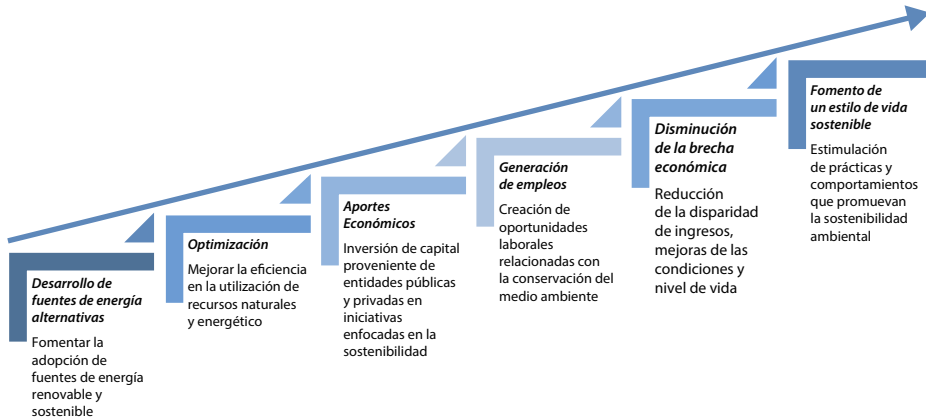 Desarrollo de
fuentes de energía
alternativas
Fomentar la
adopción de
fuentes de energía
renovable y
sostenible
Optimización
Mejorar la eficiencia
en la utilización de
recursos naturales
y energético
Aportes
Económicos
Inversión de capital
proveniente de
entidades públicas
y privadas en
iniciativas
enfocadas en la
sostenibilidad
Generación
de empleos
Creación de
oportunidades
laborales
relacionadas con
la conservación del
medio ambiente
Disminución
de la brecha
económica
Reducción
de la disparidad
de ingresos,
mejoras de las
condiciones y
nivel de vida
Fomento de
un estilo de vida
sostenible
Estimulación
de prácticas y
comportamientos
que promuevan
la sostenibilidad
ambiental